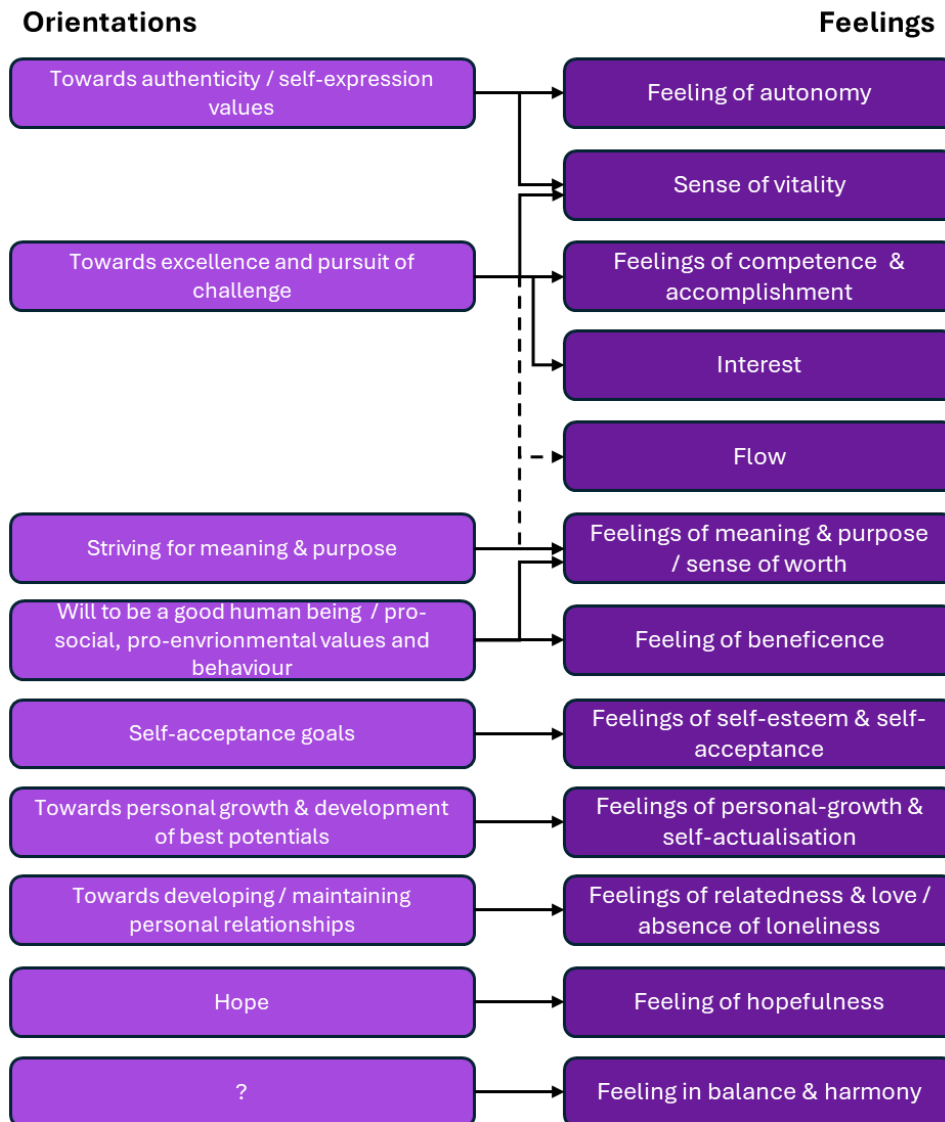 Orientations
Feelings
Towards authenticity / self-expression
values
Feeling of autonomy
Sense of vitality
Towards excellence and pursuit of
challenge
Feelings of competence &
accomplishment
Interest
Flow
Striving for meaning & purpose
Feelings of meaning & purpose
/ sense of worth
Will to be a good human being / pro-
social, pro-envrionmental values and
behaviour
Feeling of beneficence
Self-acceptance goals
Feelings of self-esteem & self-
acceptance
Towards personal growth & development
of best potentials
Feelings of personal-growth &
self-actualisation
Towards developing / maintaining
personal relationships
Feelings of relatedness & love /
absence of loneliness
Hope
Feeling of hopefulness
?
Feeling in balance & harmony